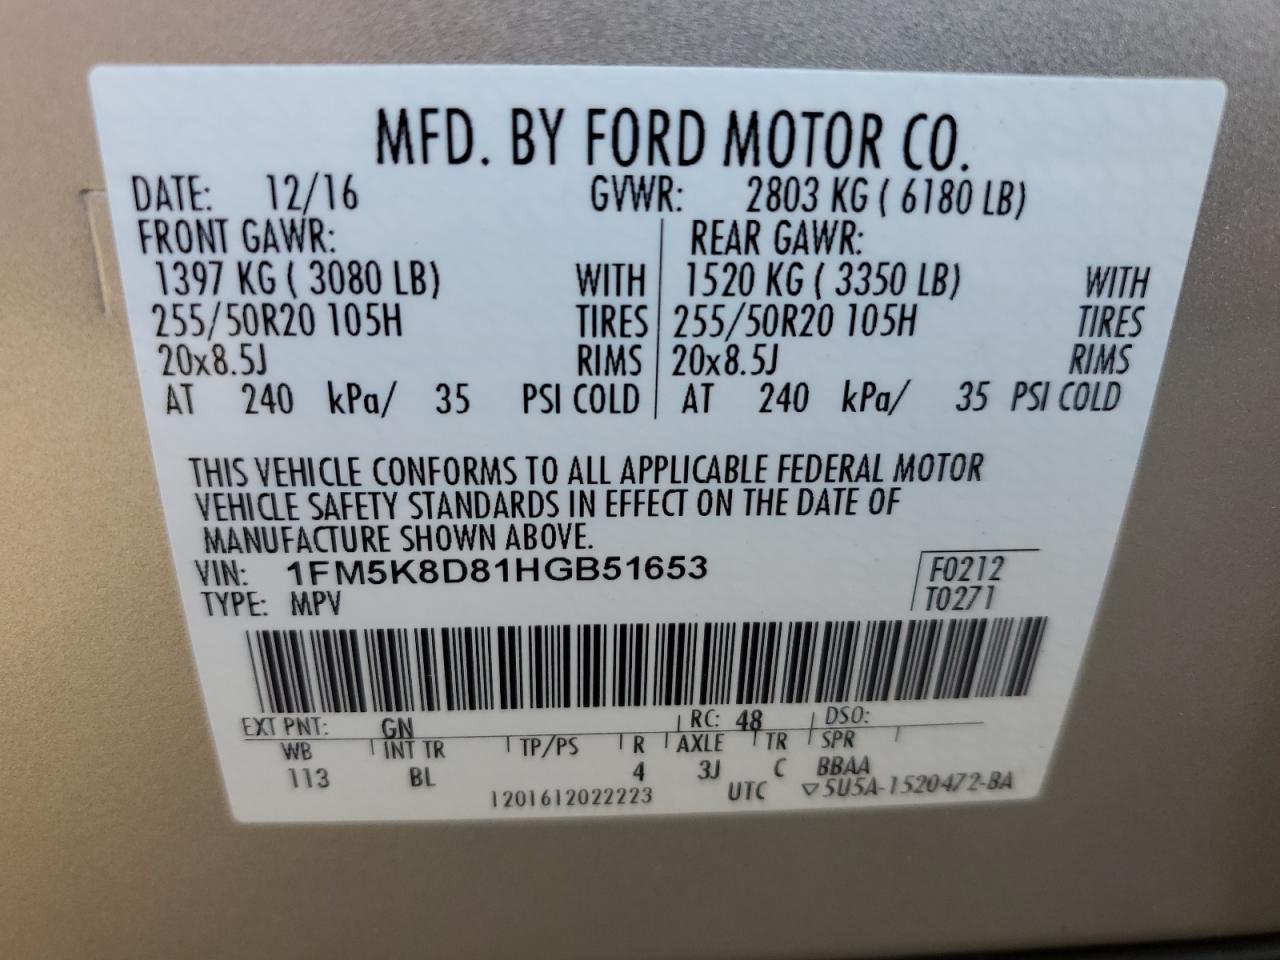 MFD. BY FORD MOTOR CO.
DATE: 12/16 GVWR: 2803 KG ( 6180 LB)
FRONT GAWR: REAR GAWR:
1397 KG ( 3080 LB) WITH 1520 KG ( 3350 LB) WITH
255/50R20 105H TIRES 255/50R20 105H TIRES
20x8.5J RIMS 20x8.5J RIMS
AT 240 kPa/ 35 PSI COLD AT 240 kPa/ 35 PSI COLD
THIS VEHICLE CONFORMS TO ALL APPLICABLE FEDERAL MOTOR
VEHICLE SAFETY STANDARDS IN EFFECT ON THE DATE OF
MANUFACTURE SHOWN ABOVE.
VIN: 1FM5K8D81HGB51653 F0212
TYPE: MPV T0271
EXT PNT: GN RC: 48 DSO:
WB INT TR TP/PS R AXLE TR SPR
113 BL 4 3J C BBAA
1201612022223 UTC ▽5U5A-1520472-BA